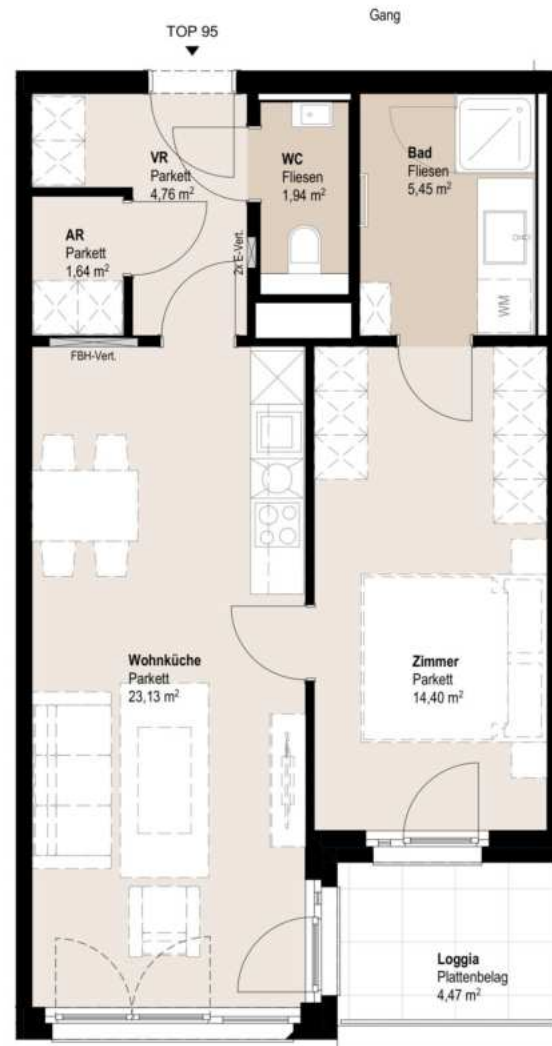 Gang
TOP 95
VR
Parkett
4,76 m²
WC
Fliesen
1,94 m²
Bad
Fliesen
5,45 m²
AR
Parkett
1,64 m²
2x E-Vert.
WM
FBH-Vert.
Wohnküche
Parkett
23,13 m²
Zimmer
Parkett
14,40 m²
Loggia
Plattenbelag
4,47 m²